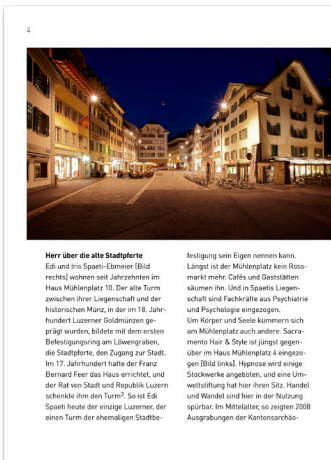 4
Herr über die alte Stadtpforte
Edi und Iris Spaeti-Ebmeier (Bild
rechts) wohnen seit Jahrzehnten im
Haus Mühlenplatz 10. Der alte Turm
zwischen ihrer Liegenschaft und der
historischen Münz, in der im 18. Jahr-
hundert Luzerner Goldmünzen ge-
prägt wurden, bildete mit dem ersten
Befestigungsring am Löwengraben,
die Stadtpforte, den Zugang zur Stadt.
Im 17. Jahrhundert hatte der Franz
Bernard Feer das Haus errichtet, und
der Rat von Stadt und Republik Luzern
schenkte ihm den Turm³. So ist Edi
Spaeti heute der einzige Luzerner, der
einen Turm der ehemaligen Stadtbe-
festigung sein Eigen nennen kann.
Längst ist der Mühlenplatz kein Ross-
markt mehr. Cafés und Gaststätten
säumen ihn. Und in Spaetis Liegen-
schaft sind Fachkräfte aus Psychiatrie
und Psychologie eingezogen.
Um Körper und Seele kümmern sich
am Mühlenplatz auch andere. Sacra-
mento Hair & Style ist jüngst gegen-
über im Haus Mühlenplatz 4 eingezo-
gen (Bild links). Hypnose wird einige
Stockwerke angeboten, und eine Um-
weltstiftung hat hier ihren Sitz. Handel
und Wandel sind hier in der Nutzung
spürbar. Im Mittelalter, so zeigten 2008
Ausgrabungen der Kantonsarchäo-